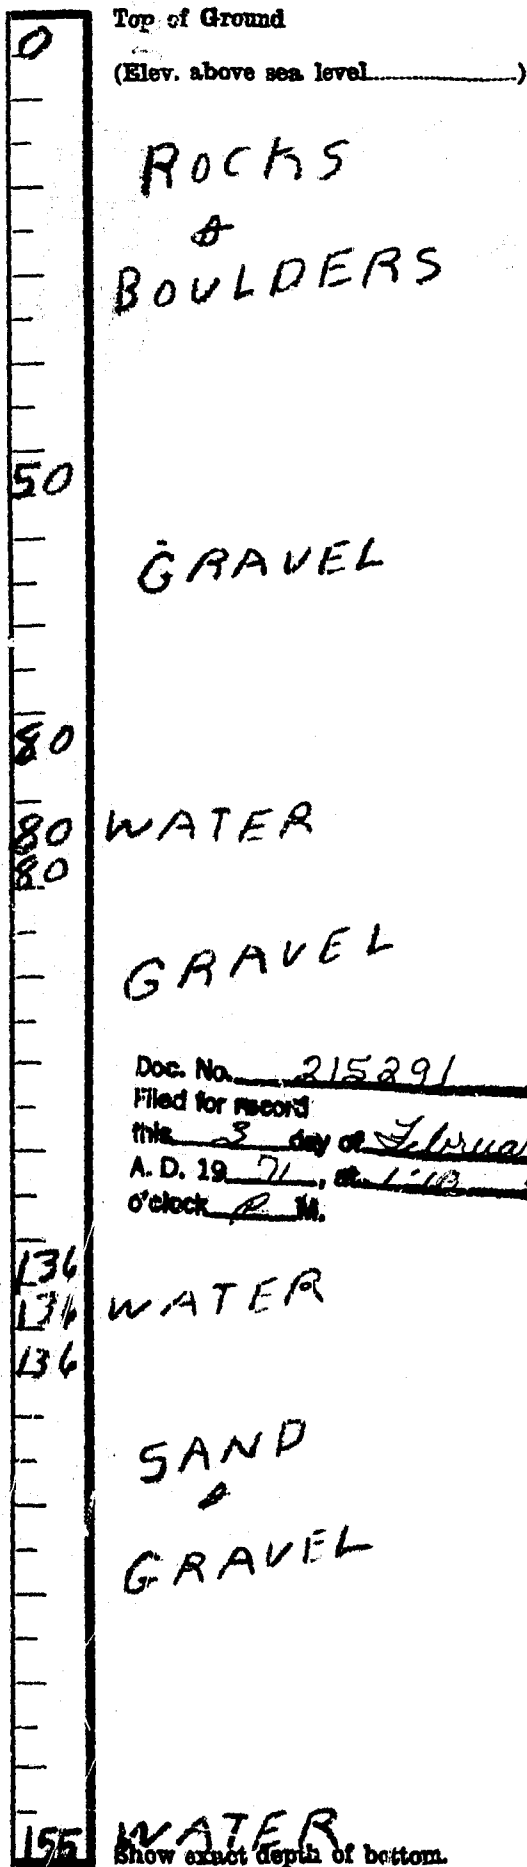 0 Top of Ground
(Elev. above sea level)
ROCKS
&
BOULDERS
50
GRAVEL
80
80 WATER
80
GRAVEL
Doc. No. 215291
Filed for record
this 3 day of
A. D. 19 71, at
o'clock P M.
136
136 WATER
136
SAND
&
GRAVEL
155 WATER
Show exact depth of bottom.